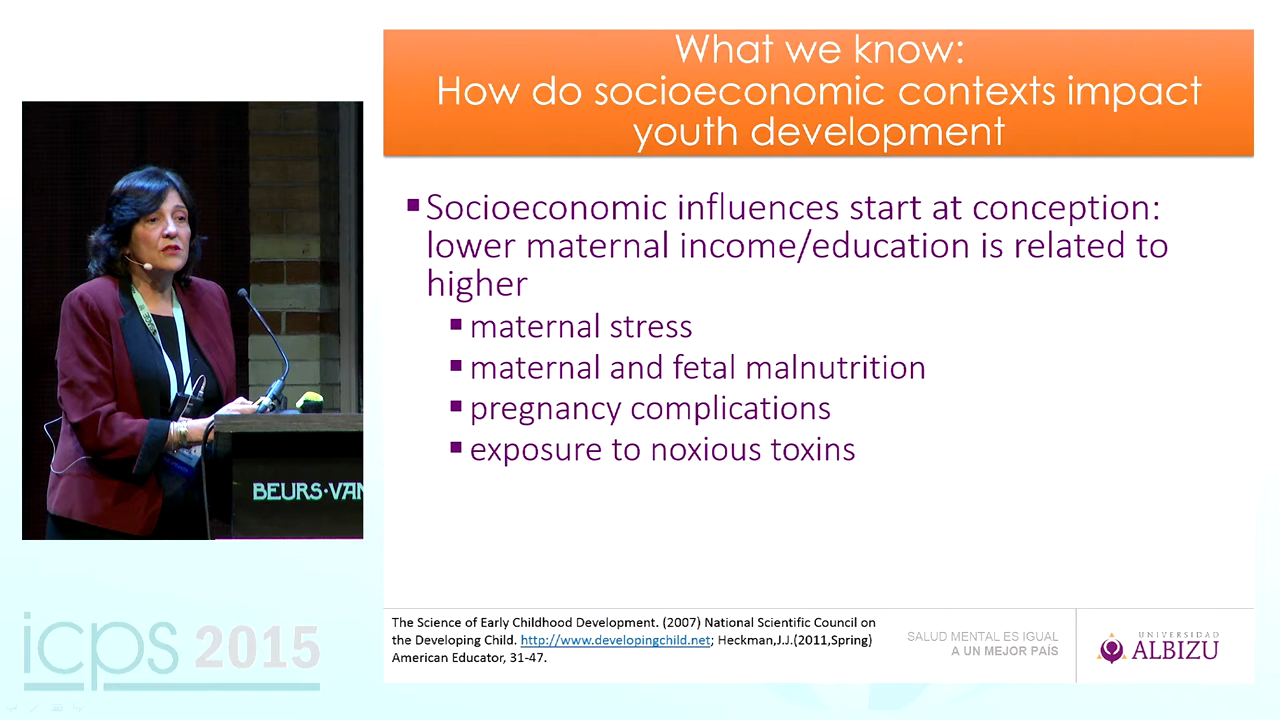 What we know:
How do socioeconomic contexts impact
youth development
▪ Socioeconomic influences start at conception:
lower maternal income/education is related to
higher
▪ maternal stress
▪ maternal and fetal malnutrition
▪ pregnancy complications
▪ exposure to noxious toxins
BEURS·VAN
The Science of Early Childhood Development. (2007) National Scientific Council on
the Developing Child. http://www.developingchild.net; Heckman,J.J.(2011,Spring)
American Educator, 31-47.
SALUD MENTAL ES IGUAL
A UN MEJOR PAÍS
UNIVERSIDAD
ALBIZU
icps 2015